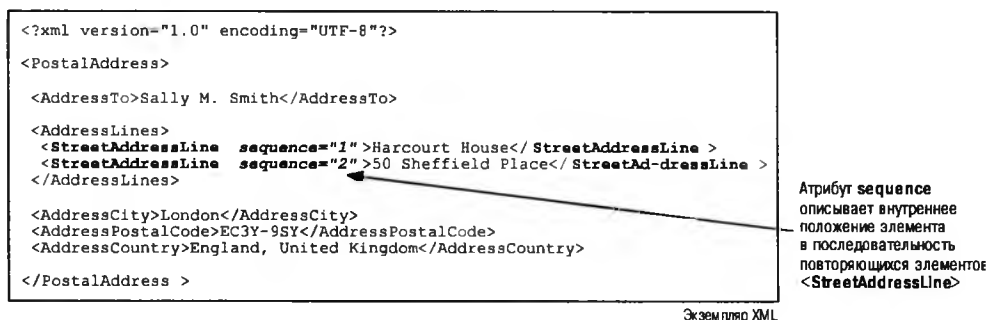 <?xml version="1.0" encoding="UTF-8"?>
<PostalAddress>
<AddressTo>Sally M. Smith</AddressTo>
<AddressLines>
<StreetAddressLine sequence="1">Harcourt House</ StreetAddressLine >
<StreetAddressLine sequence="2">50 Sheffield Place</ StreetAd-dressLine >
</AddressLines>
<AddressCity>London</AddressCity>
<AddressPostalCode>EC3Y-9SY</AddressPostalCode>
<AddressCountry>England, United Kingdom</AddressCountry>
</PostalAddress >
Атрибут sequence
описывает внутреннее
положение элемента
в последовательность
повторяющихся элементов
<StreetAddressLine>
Экземпляр XML